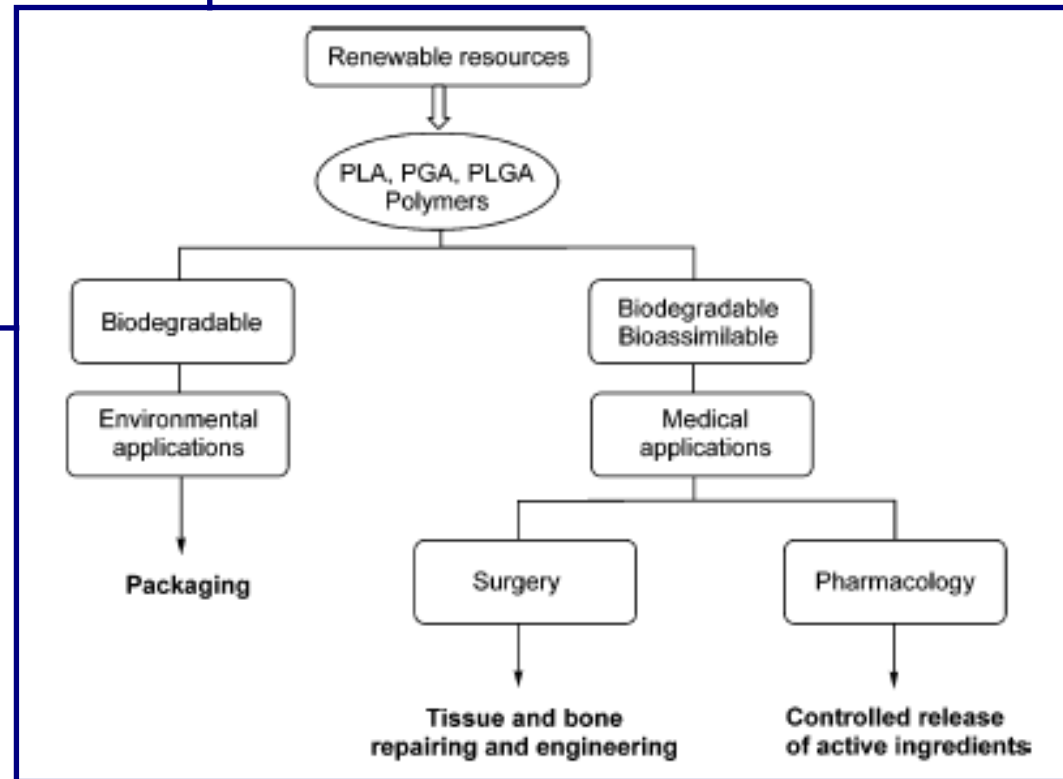 Renewable resources
PLA, PGA, PLGA
Polymers
Biodegradable
Biodegradable
Bioassimilable
Environmental
applications
Medical
applications
Packaging
Surgery
Pharmacology
Tissue and bone
repairing and engineering
Controlled release
of active ingredients